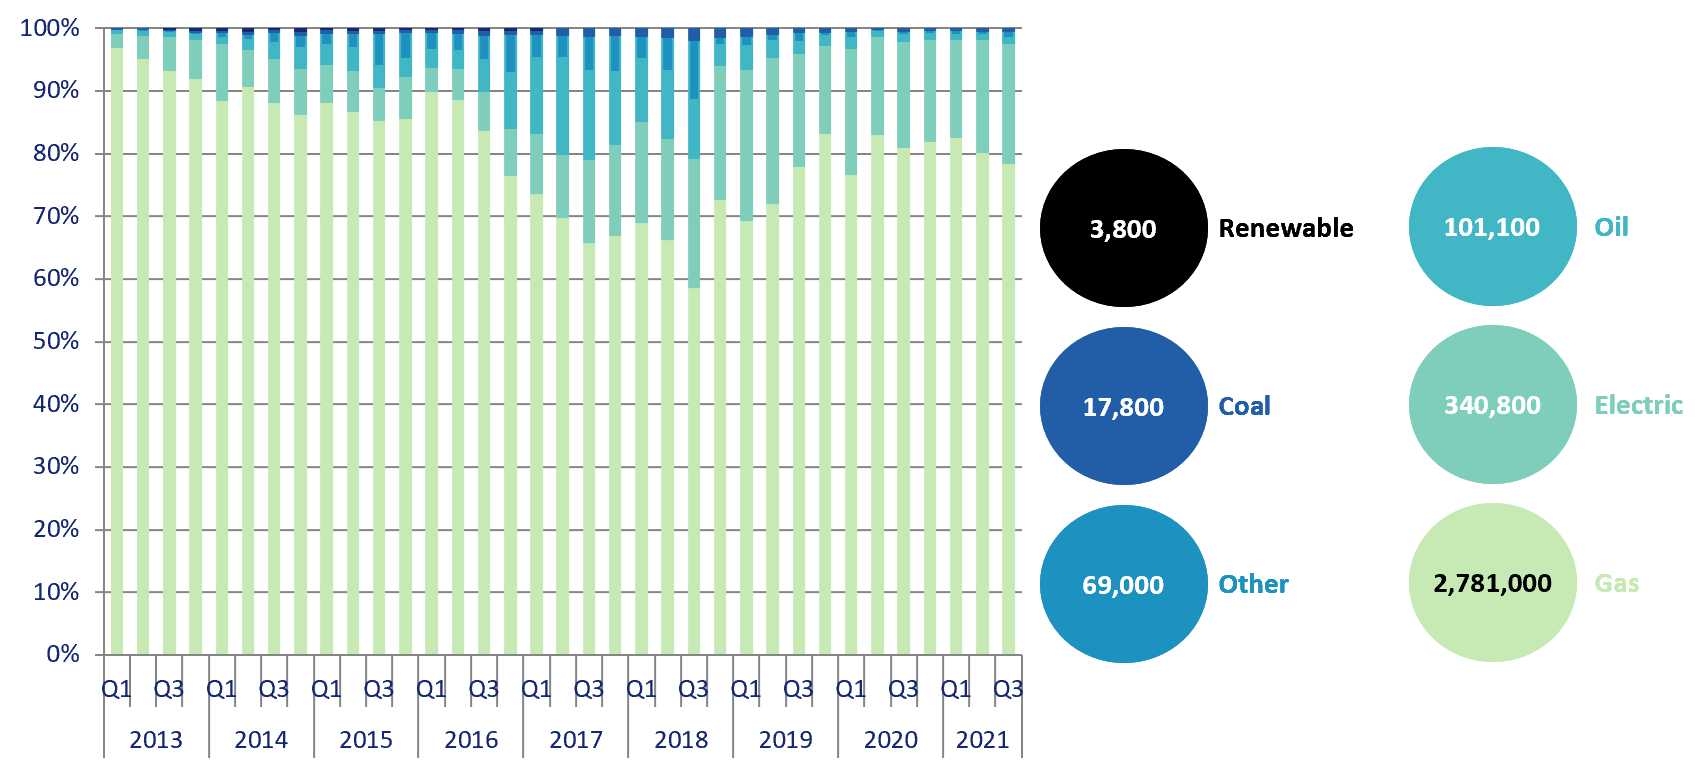 100%
90%
80%
70%
60%
50%
40%
30%
20%
10%
0%
Q1 Q3 Q1 Q3 Q1 Q3 Q1 Q3 Q1 Q3 Q1 Q3 Q1 Q3 Q1 Q3 Q1 Q3
2013 2014 2015 2016 2017 2018 2019 2020 2021
3,800 Renewable
101,100 Oil
17,800 Coal
340,800 Electric
69,000 Other
2,781,000 Gas